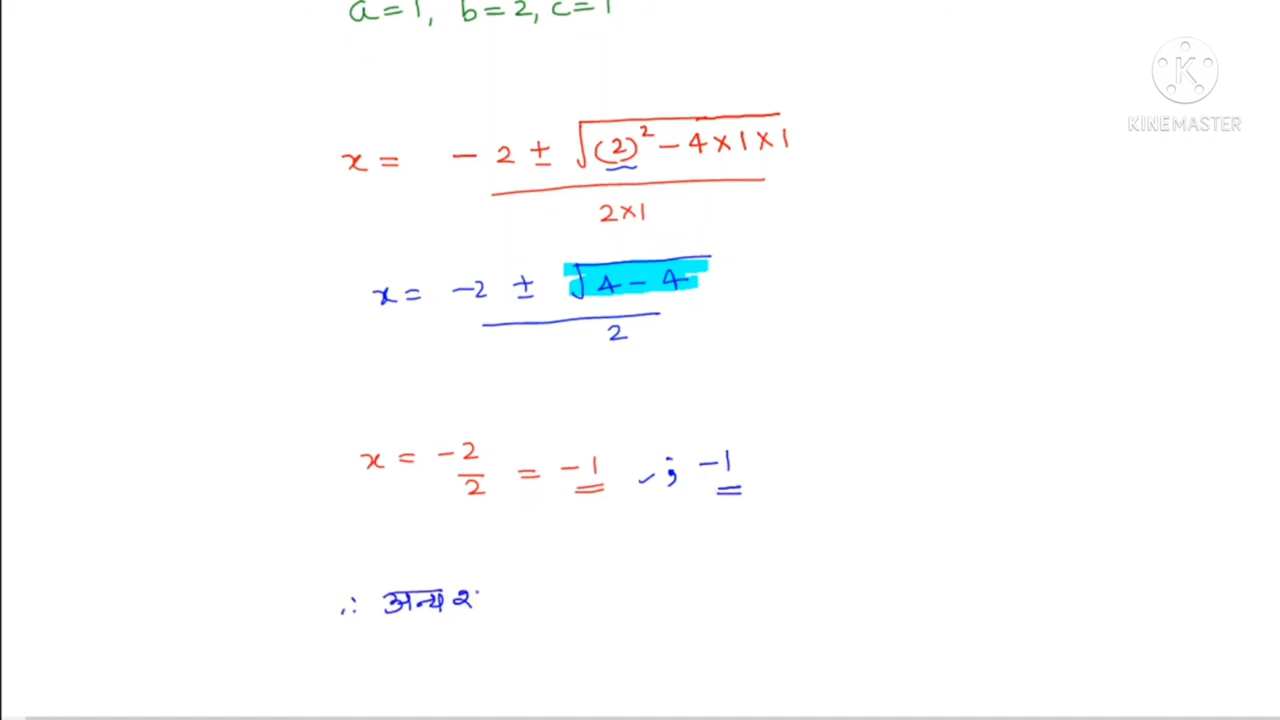 a = 1, b = 2, c = 1
KINEMASTER
x = - 2 ± √(2)² - 4 × 1 × 1
2×1
x = -2 ± √4 - 4
2
x = -2/2 = -1 ✓ ; -1
∴ अन्य